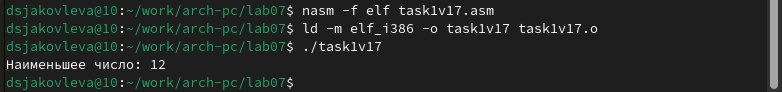 dsjakovleva@10:~/work/arch-pc/lab07$ nasm -f elf task1v17.asm
dsjakovleva@10:~/work/arch-pc/lab07$ ld -m elf_i386 -o task1v17 task1v17.o
dsjakovleva@10:~/work/arch-pc/lab07$ ./task1v17
Наименьшее число: 12
dsjakovleva@10:~/work/arch-pc/lab07$